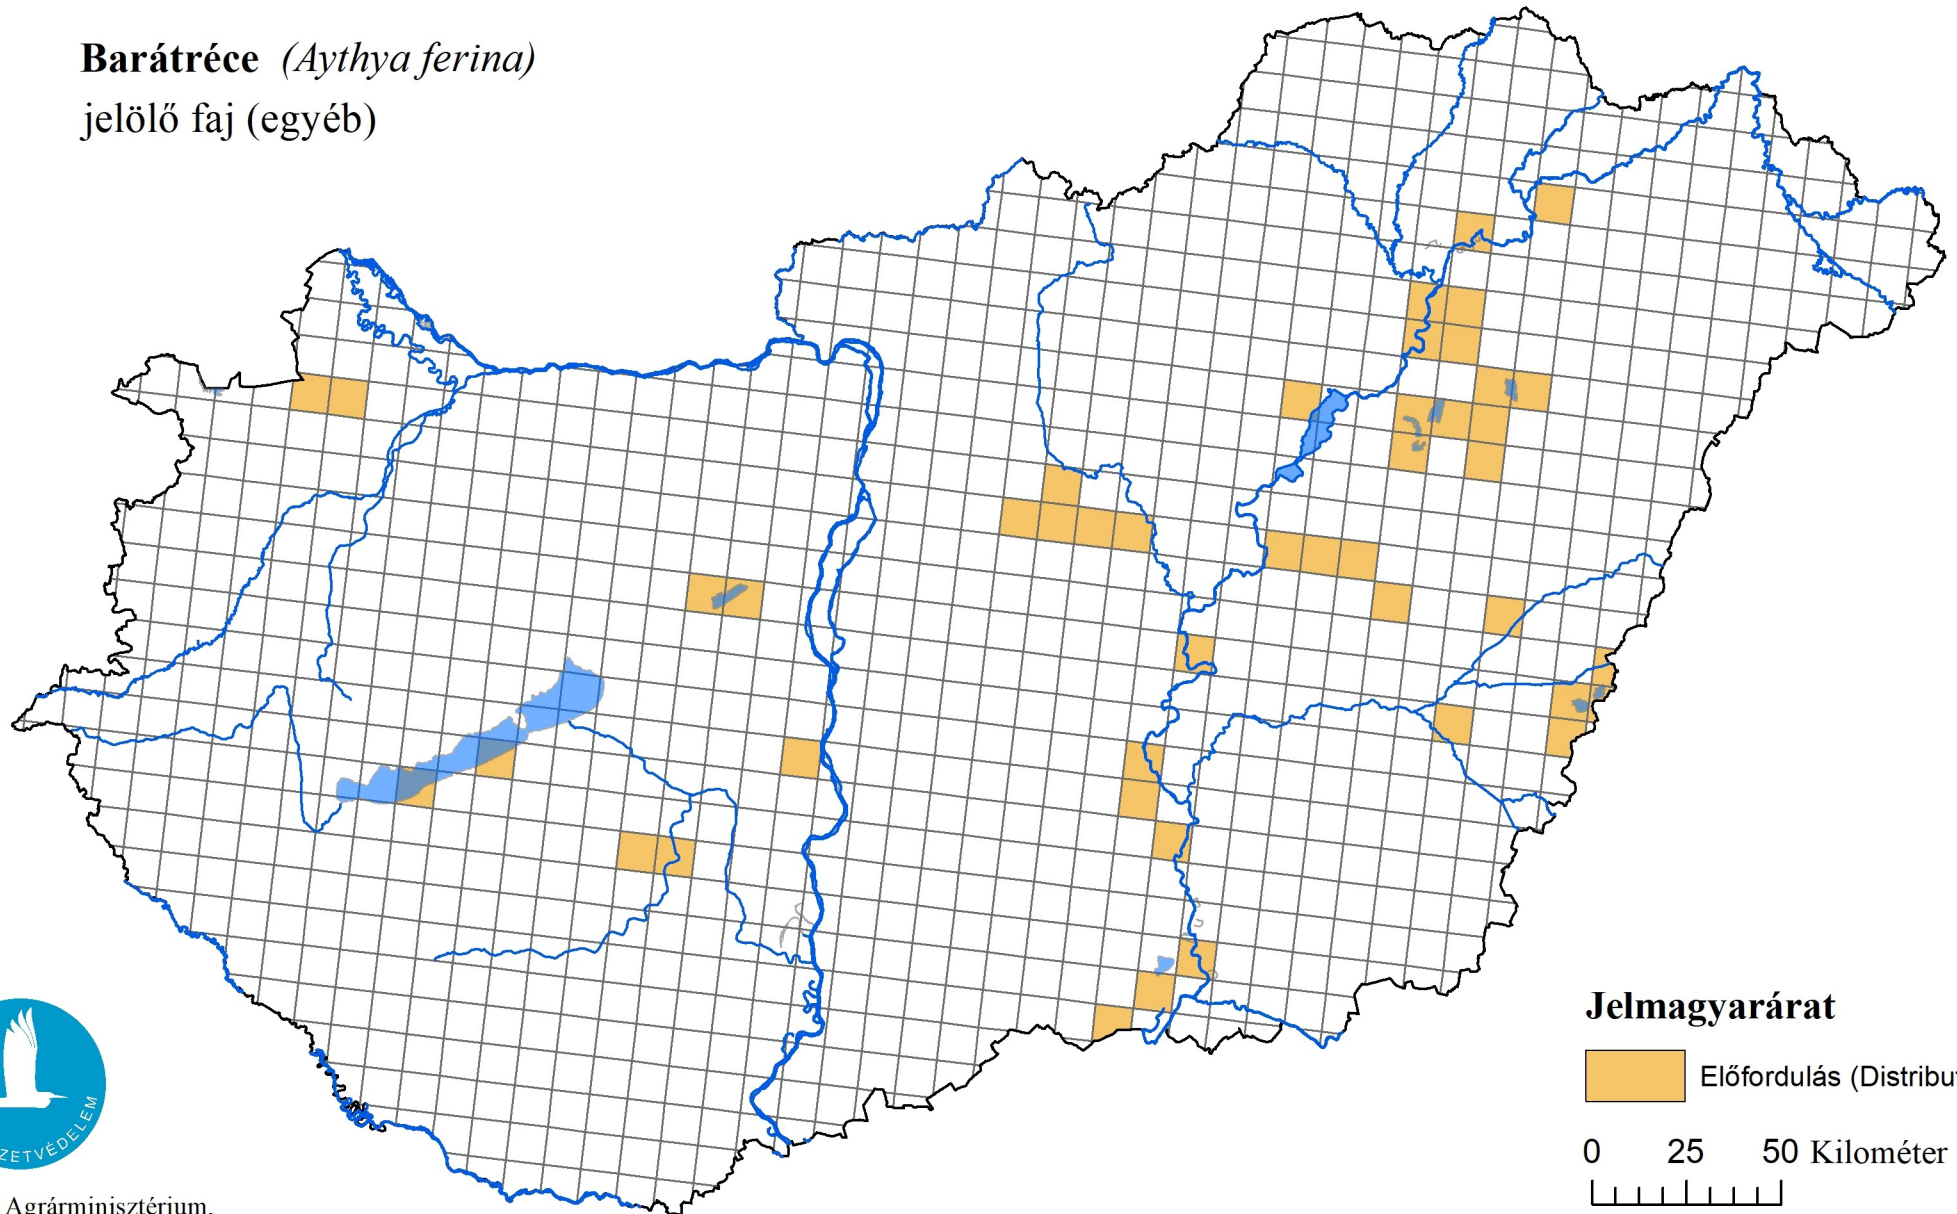 Barátréce (Aythya ferina)
jelölő faj (egyéb)
Jelmagyarárat
Előfordulás (Distribu
0 25 50 Kilométer
ZETVÉDELEM
Agrárminisztérium,